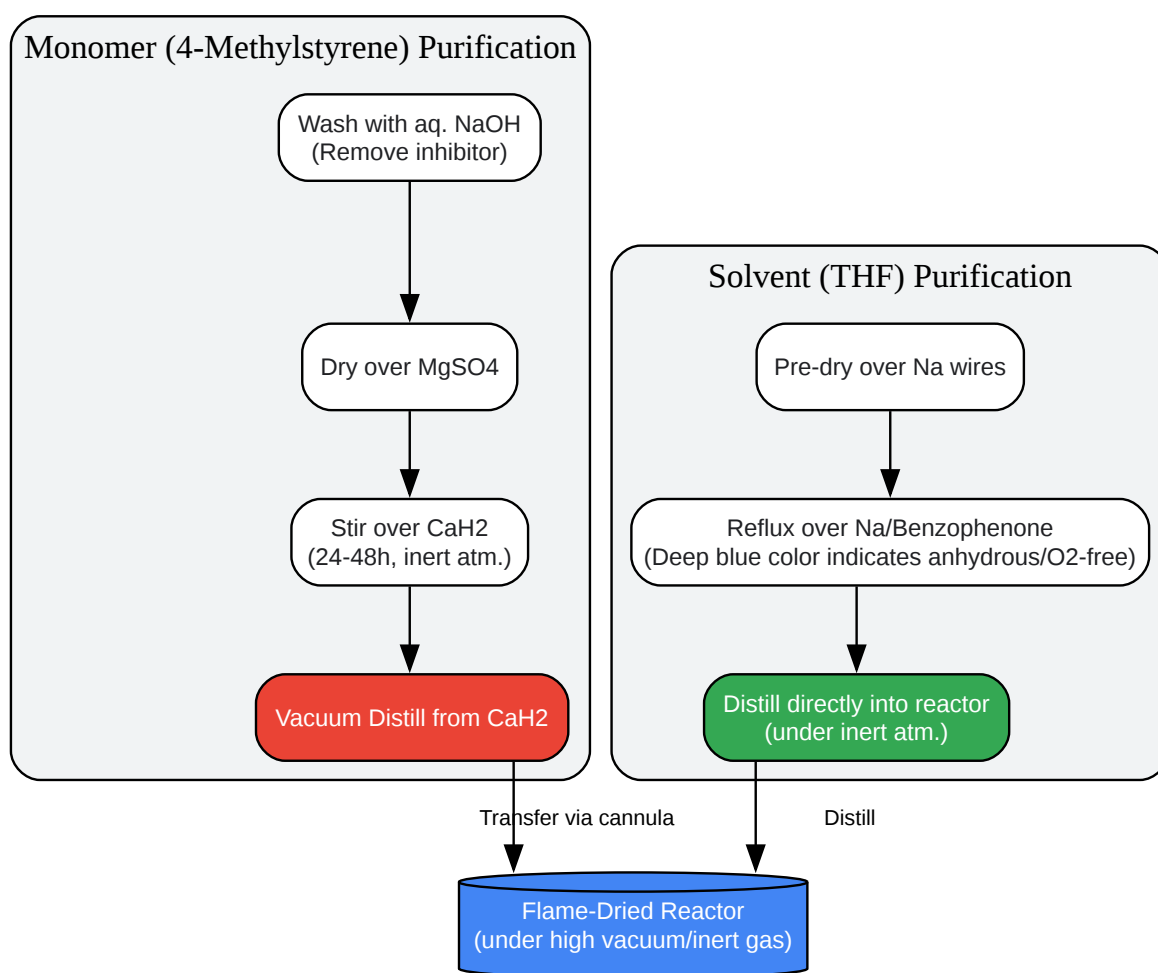 Monomer (4-Methylstyrene) Purification
Wash with aq. NaOH
(Remove inhibitor)
Dry over MgSO4
Stir over CaH2
(24-48h, inert atm.)
Vacuum Distill from CaH2
Solvent (THF) Purification
Pre-dry over Na wires
Reflux over Na/Benzophenone
(Deep blue color indicates anhydrous/O2-free)
Distill directly into reactor
(under inert atm.)
Transfer via cannula
Distill
Flame-Dried Reactor
(under high vacuum/inert gas)